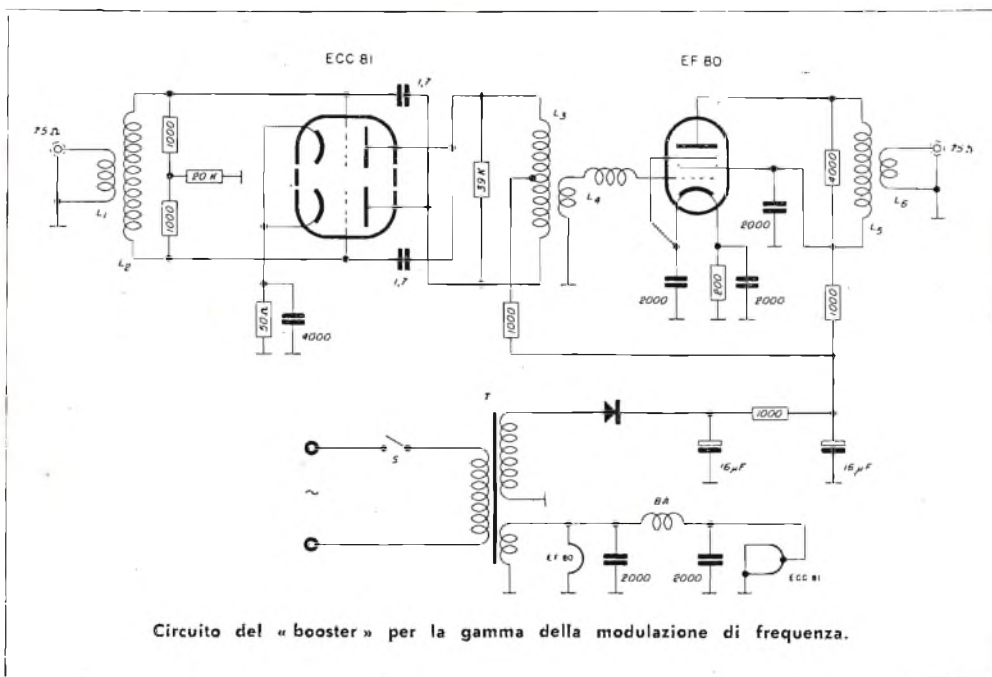 ECC 81
EF 80
1,7
75 Ω
1000
20 K
1000
L1
L2
39 K
L3
L4
4000
75 Ω
L6
L5
2000
1,7
50 Ω
4000
1000
2000
200
2000
1000
T
S
~
1000
16 µF
16 µF
BA
EF 80
2000
2000
ECC 81
Circuito del « booster » per la gamma della modulazione di frequenza.